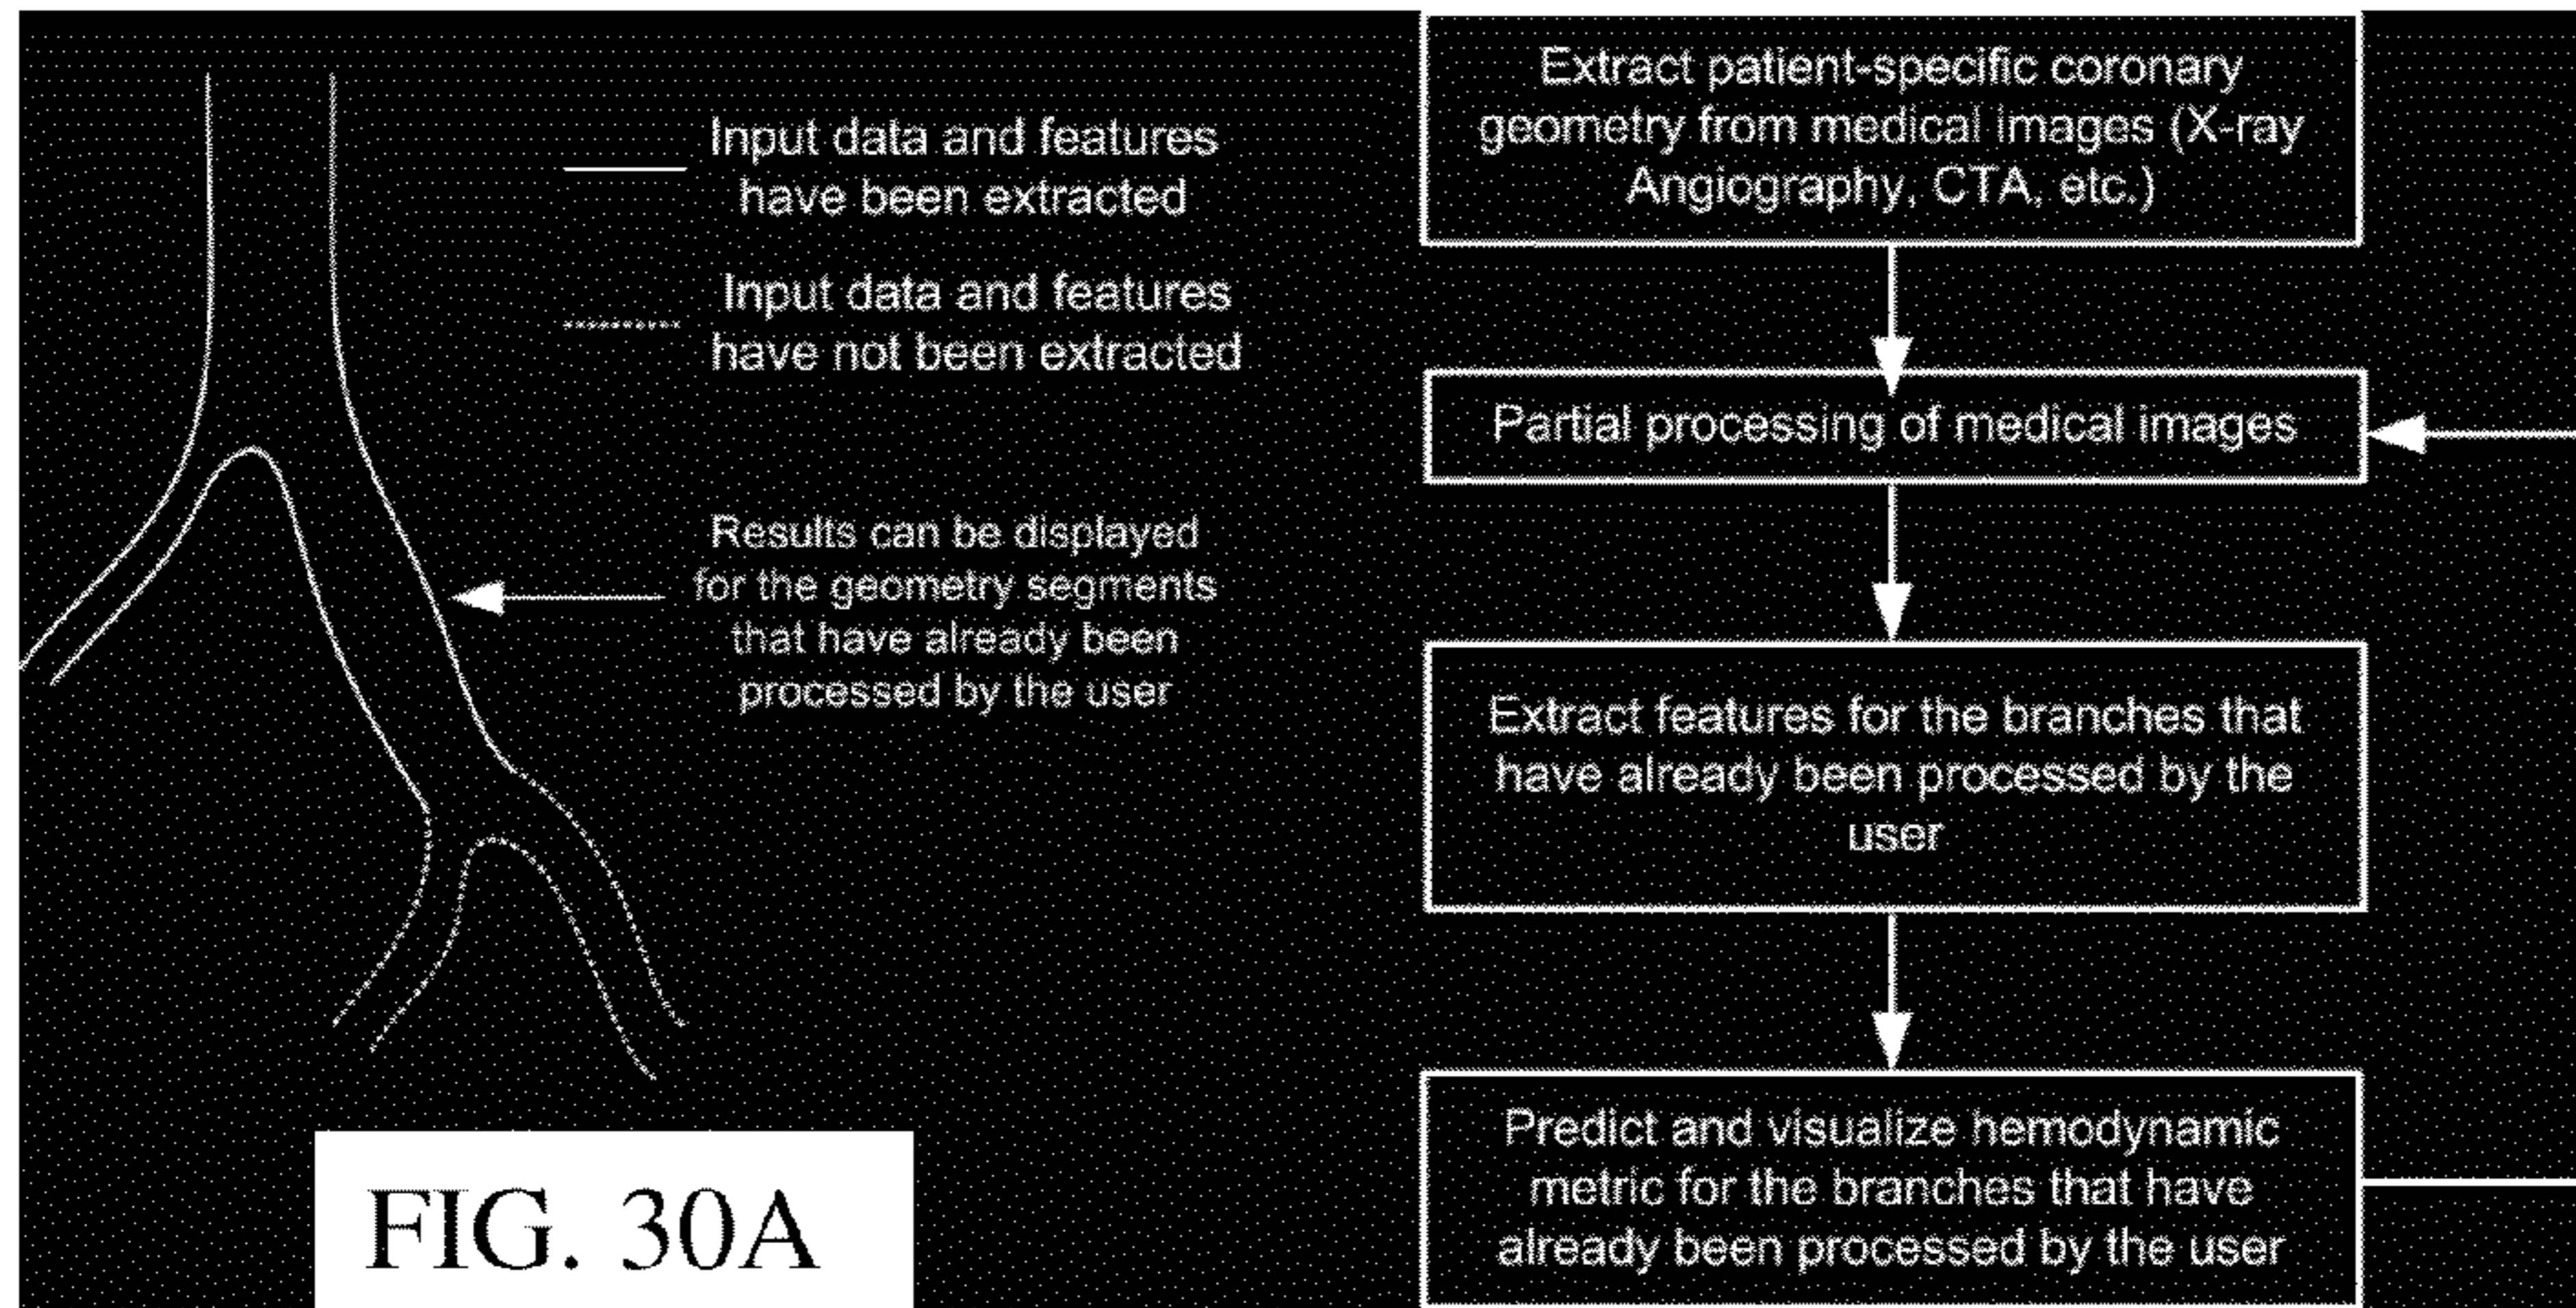 Input data and features
have been extracted
Input data and features
have not been extracted
Results can be displayed
for the geometry segments
that have already been
processed by the user
FIG. 30A
Extract patient-specific coronary
geometry from medical images (X-ray
Angiography, CTA, etc.)
Partial processing of medical images
Extract features for the branches that
have already been processed by the
user
Predict and visualize hemodynamic
metric for the branches that have
already been processed by the user